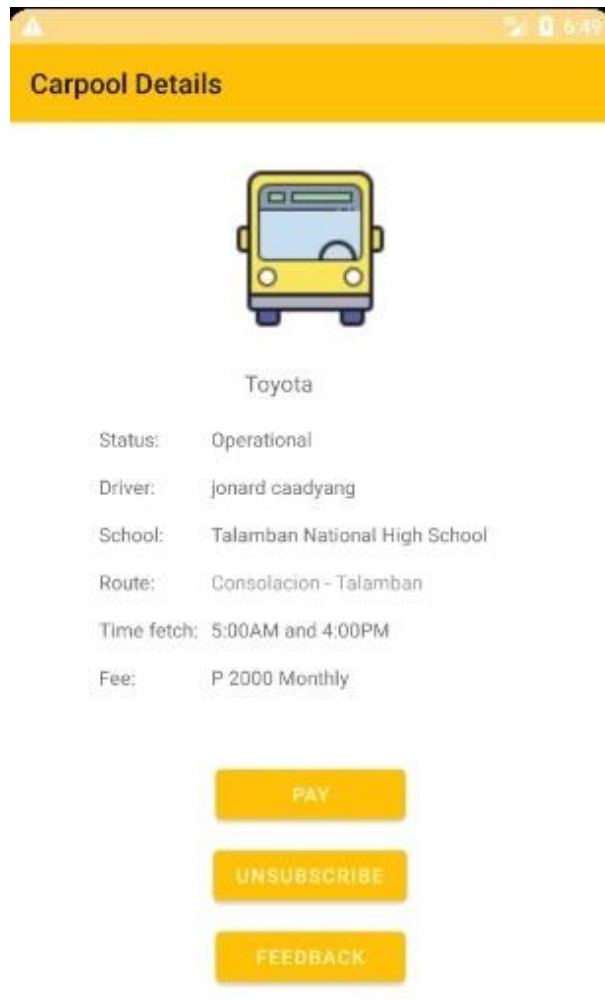 6:49
Carpool Details
Toyota
Status: Operational
Driver: jonard caadyang
School: Talamban National High School
Route: Consolacion - Talamban
Time fetch: 5:00AM and 4:00PM
Fee: P 2000 Monthly
PAY
UNSUBSCRIBE
FEEDBACK